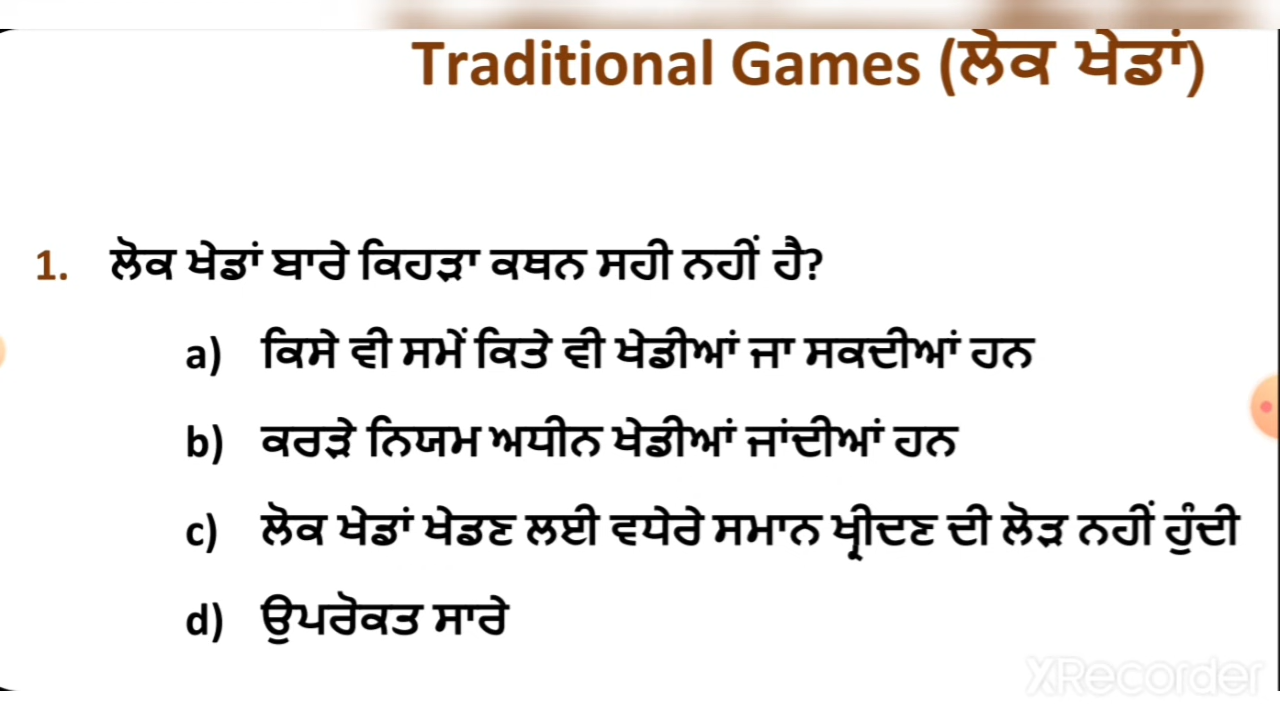 Traditional Games (ਲੋਕ ਖੇਡਾਂ)
1. ਲੋਕ ਖੇਡਾਂ ਬਾਰੇ ਕਿਹੜਾ ਕਥਨ ਸਹੀ ਨਹੀਂ ਹੈ?
a) ਕਿਸੇ ਵੀ ਸਮੇਂ ਕਿਤੇ ਵੀ ਖੇਡੀਆਂ ਜਾ ਸਕਦੀਆਂ ਹਨ
b) ਕਰੜੇ ਨਿਯਮ ਅਧੀਨ ਖੇਡੀਆਂ ਜਾਂਦੀਆਂ ਹਨ
c) ਲੋਕ ਖੇਡਾਂ ਖੇਡਣ ਲਈ ਵਧੇਰੇ ਸਮਾਨ ਖ੍ਰੀਦਣ ਦੀ ਲੋੜ ਨਹੀਂ ਹੁੰਦੀ
d) ਉਪਰੋਕਤ ਸਾਰੇ
XRecorder